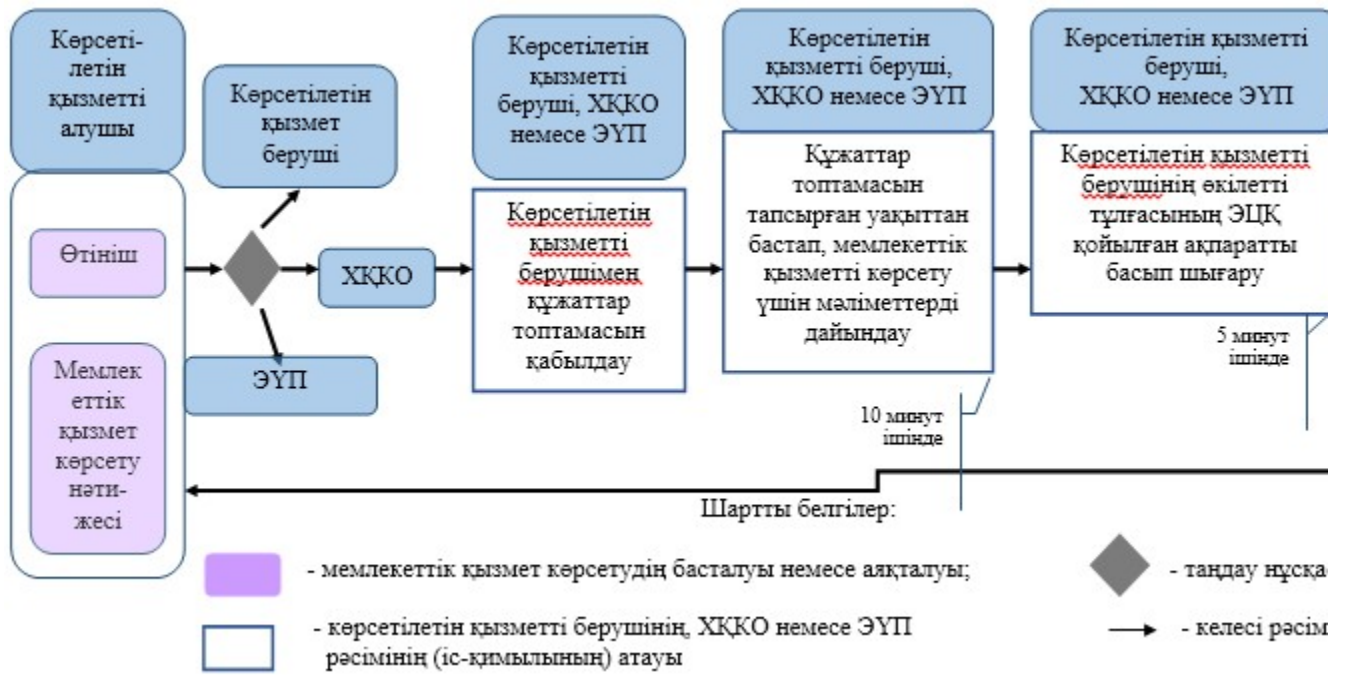 Көрсеті-
летін
қызметті
алушы
Өтініш
Мемлек
еттік
қызмет
көрсету
нәти-
жесі
Көрсетілетін
қызмет
беруші
ХҚКО
ЭҮП
Көрсетілетін
қызметті
беруші, ХҚКО
немесе ЭҮП
Көрсетілетін
қызметті
берушімен
құжаттар
топтамасын
қабылдау
Көрсетілетін
қызметті беруші,
ХҚКО немесе ЭҮП
Құжаттар
топтамасын
тапсырған уақыттан
бастап, мемлекеттік
қызметті көрсету
үшін мәліметтерді
дайындау
10 минут
ішінде
Көрсетілетін қызметті
беруші,
ХҚКО немесе ЭҮП
Көрсетілетін қызметті
берушінің өкілетті
тұлғасының ЭЦҚ
қойылған ақпаратты
басып шығару
5 минут
ішінде
Шартты белгілер:
- мемлекеттік қызмет көрсетудің басталуы немесе аяқталуы;
- таңдау
- көрсетілетін қызметті берушінің, ХҚКО немесе ЭҮП
рәсімінің (іс-қимылының) атауы
- келесі рәсім